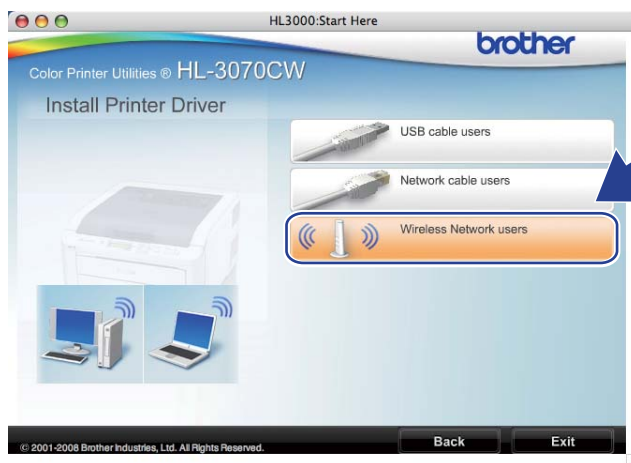 HL3000:Start Here
brother
Color Printer Utilities ® HL-3070CW
Install Printer Driver
USB cable users
Network cable users
Wireless Network users
Back
Exit
© 2001-2008 Brother Industries, Ltd. All Rights Reserved.